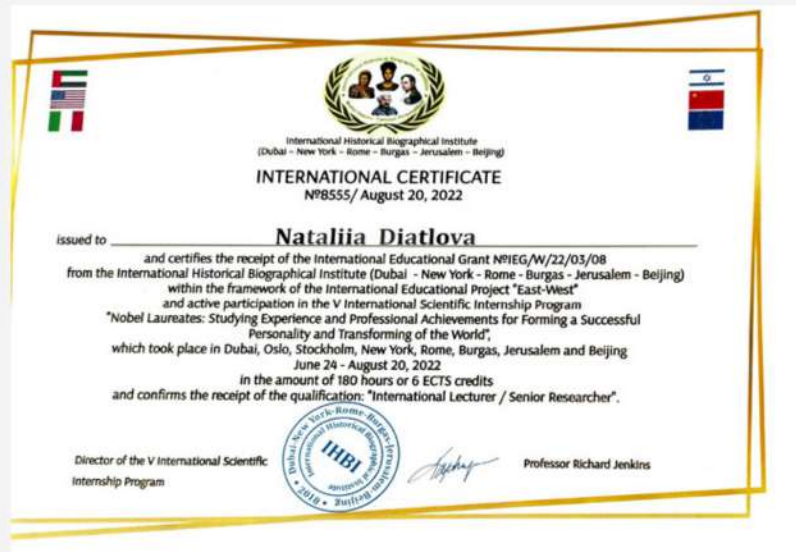 International Historical Biographical Institute
(Dubai - New York - Rome - Burgas - Jerusalem - Beijing)
INTERNATIONAL CERTIFICATE
№8555/ August 20, 2022
issued to Nataliia Diatlova
and certifies the receipt of the International Educational Grant №IEG/W/22/03/08
from the International Historical Biographical Institute (Dubai - New York - Rome - Burgas - Jerusalem - Beijing)
within the framework of the International Educational Project "East-West"
and active participation in the V International Scientific Internship Program
"Nobel Laureates: Studying Experience and Professional Achievements for Forming a Successful
Personality and Transforming of the World",
which took place in Dubai, Oslo, Stockholm, New York, Rome, Burgas, Jerusalem and Beijing
June 24 - August 20, 2022
in the amount of 180 hours or 6 ECTS credits
and confirms the receipt of the qualification: "International Lecturer / Senior Researcher".
Dubai-New York-Rome-Burgas-Jerusalem-Beijing
International Historical Biographical Institute
IHBI
2018
Director of the V International Scientific
Internship Program
Professor Richard Jenkins